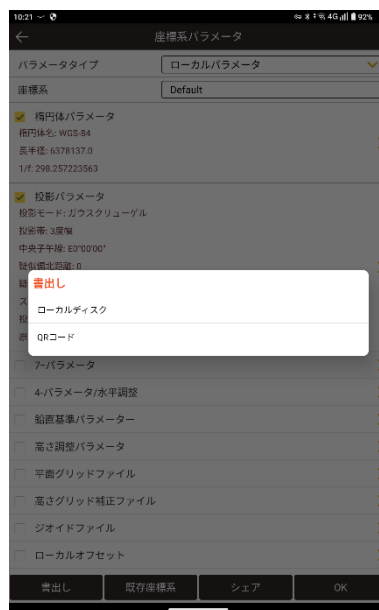 10:21
4G 92%
座標系パラメータ
パラメータタイプ ローカルパラメータ
座標系 Default
楕円体パラメータ
楕円体名: WGS-84
長半径: 6378137.0
1/f: 298.257223563
投影パラメータ
投影モード: ガウスクリューゲル
投影帯: 3度幅
中央子午線: E0°00'00"
疑似偏北距離: 0
書出し
ローカルディスク
QRコード
7-パラメータ
4-パラメータ/水平調整
鉛直基準パラメーター
高さ調整パラメータ
平面グリッドファイル
高さグリッド補正ファイル
ジオイドファイル
ローカルオフセット
書出し 既存座標系 シェア OK